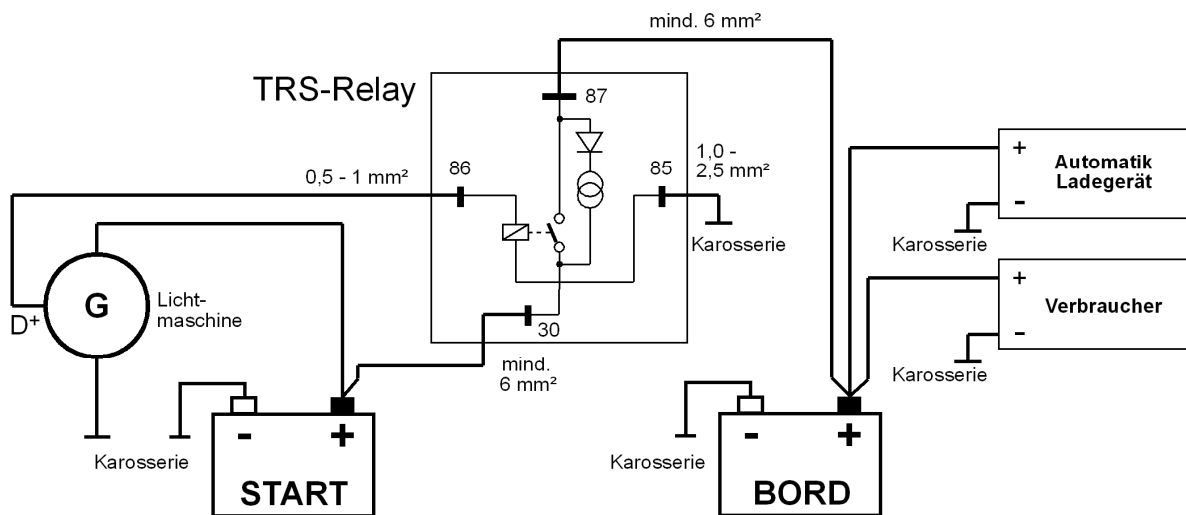 mind. 6 mm²
TRS-Relay
87
86
85
1,0 -
2,5 mm²
0,5 - 1 mm²
Karosserie
+
Automatik
Ladegerät
-
Karosserie
G
D+
Licht-
maschine
30
mind.
6 mm²
+
Verbraucher
-
Karosserie
- +
Karosserie
START
- +
Karosserie
BORD